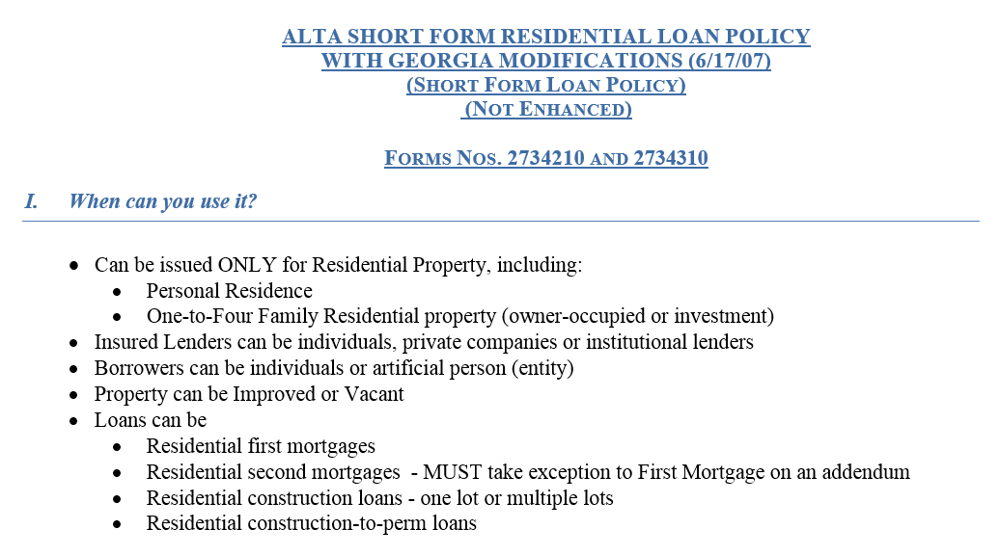 ALTA SHORT FORM RESIDENTIAL LOAN POLICY
WITH GEORGIA MODIFICATIONS (6/17/07)
(SHORT FORM LOAN POLICY)
(NOT ENHANCED)
FORMS NOS. 2734210 AND 2734310
I. When can you use it?
• Can be issued ONLY for Residential Property, including:
• Personal Residence
• One-to-Four Family Residential property (owner-occupied or investment)
• Insured Lenders can be individuals, private companies or institutional lenders
• Borrowers can be individuals or artificial person (entity)
• Property can be Improved or Vacant
• Loans can be
• Residential first mortgages
• Residential second mortgages - MUST take exception to First Mortgage on an addendum
• Residential construction loans - one lot or multiple lots
• Residential construction-to-perm loans